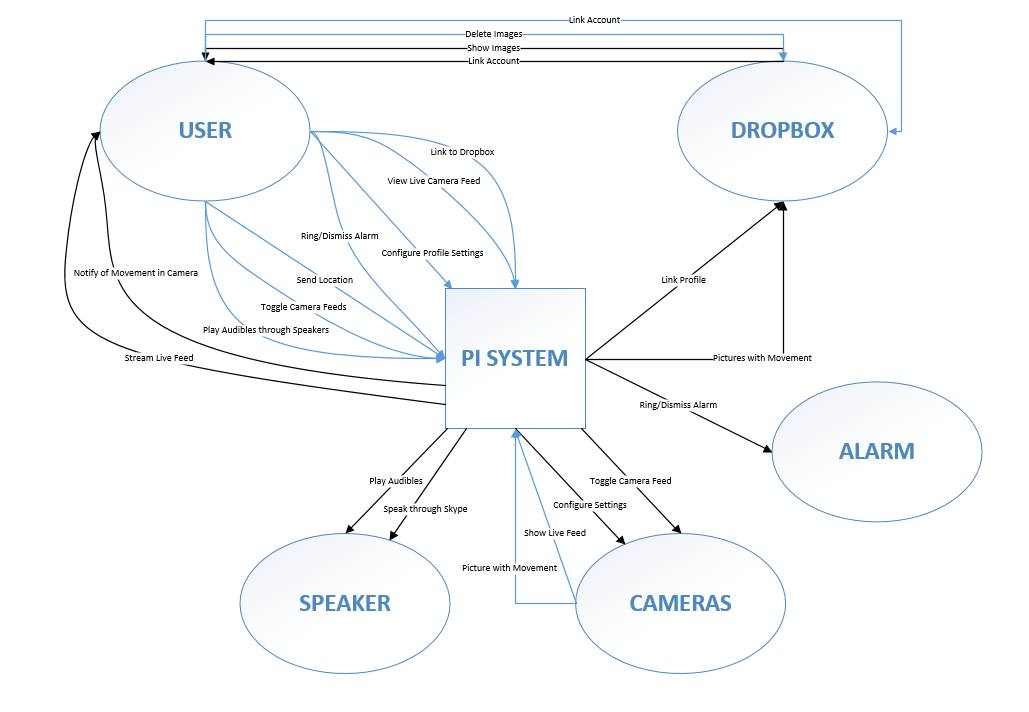 Link Account
Delete Images
Show Images
Link Account
USER
DROPBOX
Link to Dropbox
View Live Camera Feed
Ring/Dismiss Alarm
Configure Profile Settings
Notify of Movement in Camera
Send Location
Link Profile
Toggle Camera Feeds
Play Audibles through Speakers
Stream Live Feed
PI SYSTEM
Pictures with Movement
Ring/Dismiss Alarm
ALARM
Play Audibles
Toggle Camera Feed
Speak through Skype
Configure Settings
Show Live Feed
Picture with Movement
SPEAKER
CAMERAS